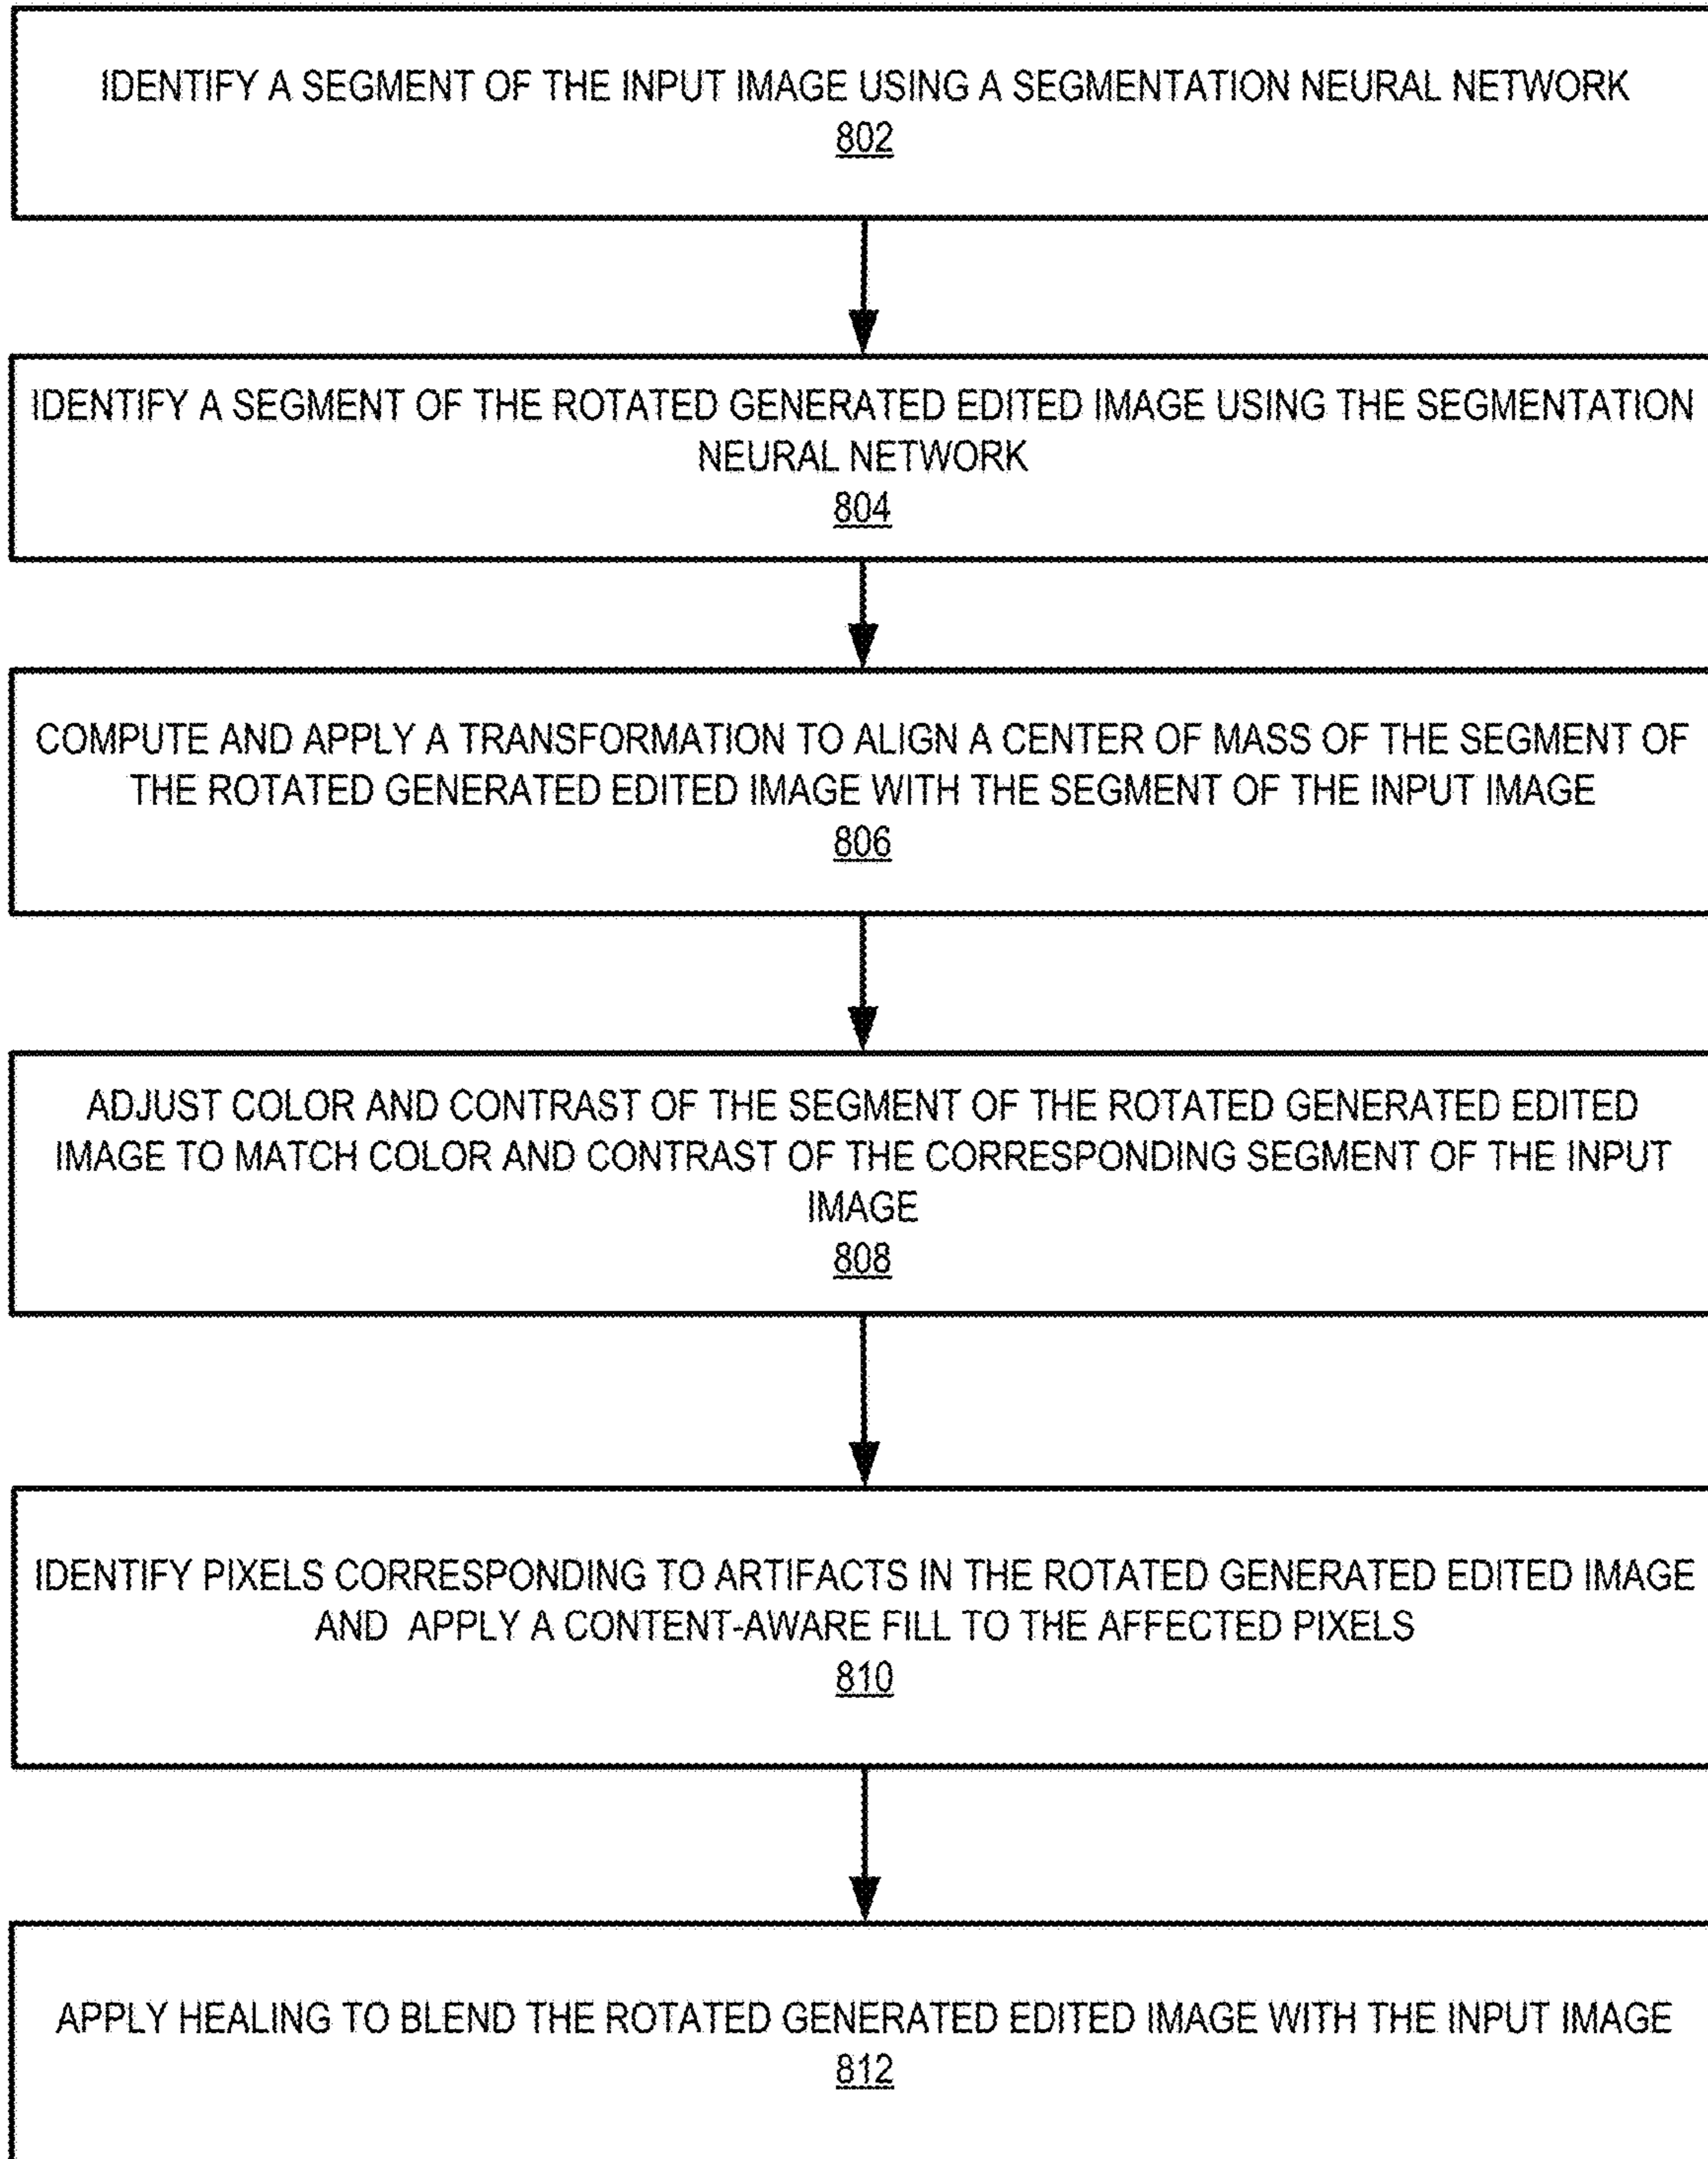 IDENTIFY A SEGMENT OF THE INPUT IMAGE USING A SEGMENTATION NEURAL NETWORK
802
IDENTIFY A SEGMENT OF THE ROTATED GENERATED EDITED IMAGE USING THE SEGMENTATION
NEURAL NETWORK
804
COMPUTE AND APPLY A TRANSFORMATION TO ALIGN A CENTER OF MASS OF THE SEGMENT OF
THE ROTATED GENERATED EDITED IMAGE WITH THE SEGMENT OF THE INPUT IMAGE
806
ADJUST COLOR AND CONTRAST OF THE SEGMENT OF THE ROTATED GENERATED EDITED
IMAGE TO MATCH COLOR AND CONTRAST OF THE CORRESPONDING SEGMENT OF THE INPUT
IMAGE
808
IDENTIFY PIXELS CORRESPONDING TO ARTIFACTS IN THE ROTATED GENERATED EDITED IMAGE
AND APPLY A CONTENT-AWARE FILL TO THE AFFECTED PIXELS
810
APPLY HEALING TO BLEND THE ROTATED GENERATED EDITED IMAGE WITH THE INPUT IMAGE
812